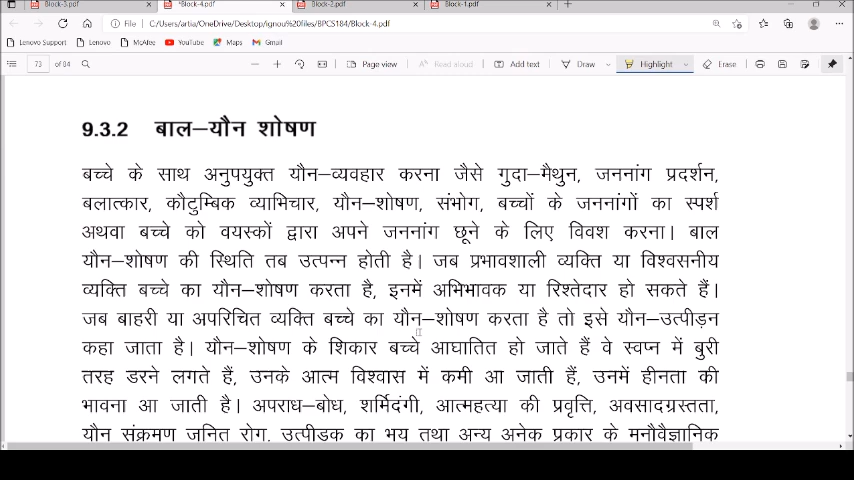 Block-3.pdf *Block-4.pdf Block-2.pdf Block-1.pdf
File C:/Users/artia/OneDrive/Desktop/ignou%20files/BPCS184/Block-4.pdf
Lenovo Support Lenovo McAfee YouTube Maps Gmail
73 of 84 Page view Read aloud Add text Draw Highlight Erase
9.3.2 बाल–यौन शोषण
बच्चे के साथ अनुपयुक्त यौन–व्यवहार करना जैसे गुदा–मैथुन, जननांग प्रदर्शन,
बलात्कार, कौटुम्बिक व्याभिचार, यौन–शोषण, संभोग, बच्चों के जननांगों का स्पर्श
अथवा बच्चे को वयस्कों द्वारा अपने जननांग छूने के लिए विवश करना। बाल
यौन–शोषण की स्थिति तब उत्पन्न होती है। जब प्रभावशाली व्यक्ति या विश्वसनीय
व्यक्ति बच्चे का यौन–शोषण करता है, इनमें अभिभावक या रिश्तेदार हो सकते हैं।
जब बाहरी या अपरिचित व्यक्ति बच्चे का यौन–शोषण करता है तो इसे यौन–उत्पीड़न
कहा जाता है। यौन–शोषण के शिकार बच्चे आघातित हो जाते हैं वे स्वप्न में बुरी
तरह डरने लगते हैं, उनके आत्म विश्वास में कमी आ जाती हैं, उनमें हीनता की
भावना आ जाती है। अपराध–बोध, शर्मिदंगी, आत्महत्या की प्रवृत्ति, अवसादग्रस्तता,
यौन संक्रमण जनित रोग, उत्पीड़क का भय तथा अन्य अनेक प्रकार के मनौवैज्ञानिक